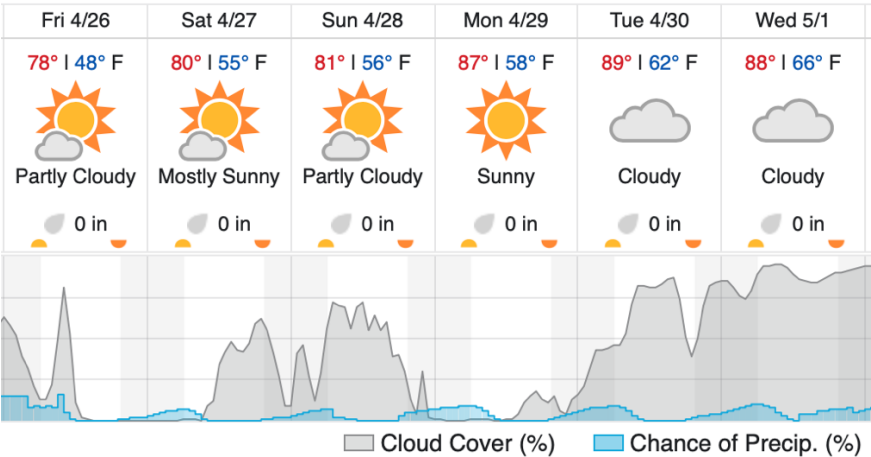 Fri 4/26 Sat 4/27 Sun 4/28 Mon 4/29 Tue 4/30 Wed 5/1
78° | 48° F 80° | 55° F 81° | 56° F 87° | 58° F 89° | 62° F 88° | 66° F
Partly Cloudy Mostly Sunny Partly Cloudy Sunny Cloudy Cloudy
0 in 0 in 0 in 0 in 0 in 0 in
Cloud Cover (%) Chance of Precip. (%)